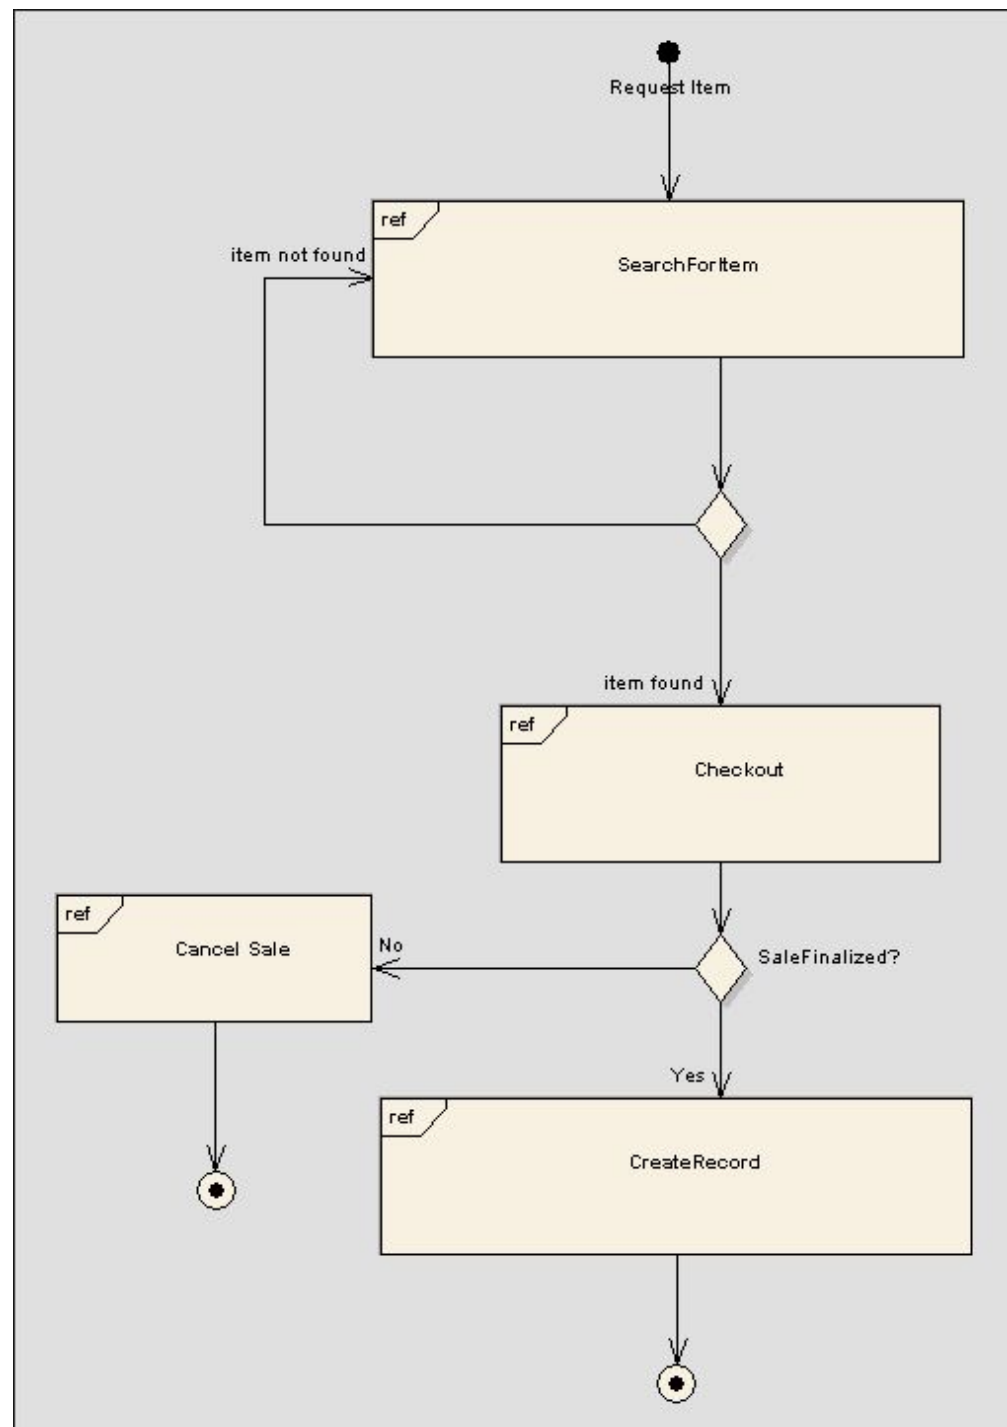 Request Item
ref
SearchForItem
item not found
item found
ref
Checkout
ref
Cancel Sale
No
SaleFinalized?
Yes
ref
CreateRecord